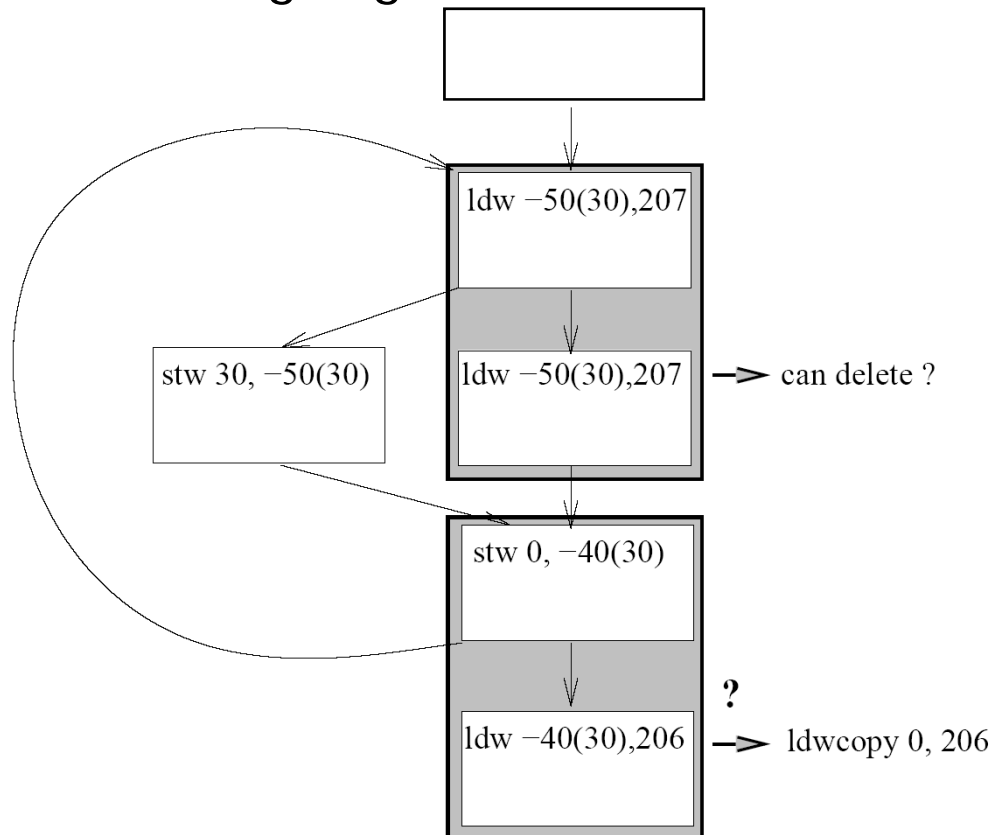 ldw −50(30),207
stw 30, −50(30)
ldw −50(30),207
can delete ?
stw 0, −40(30)
?
ldw −40(30),206
ldwcopy 0, 206